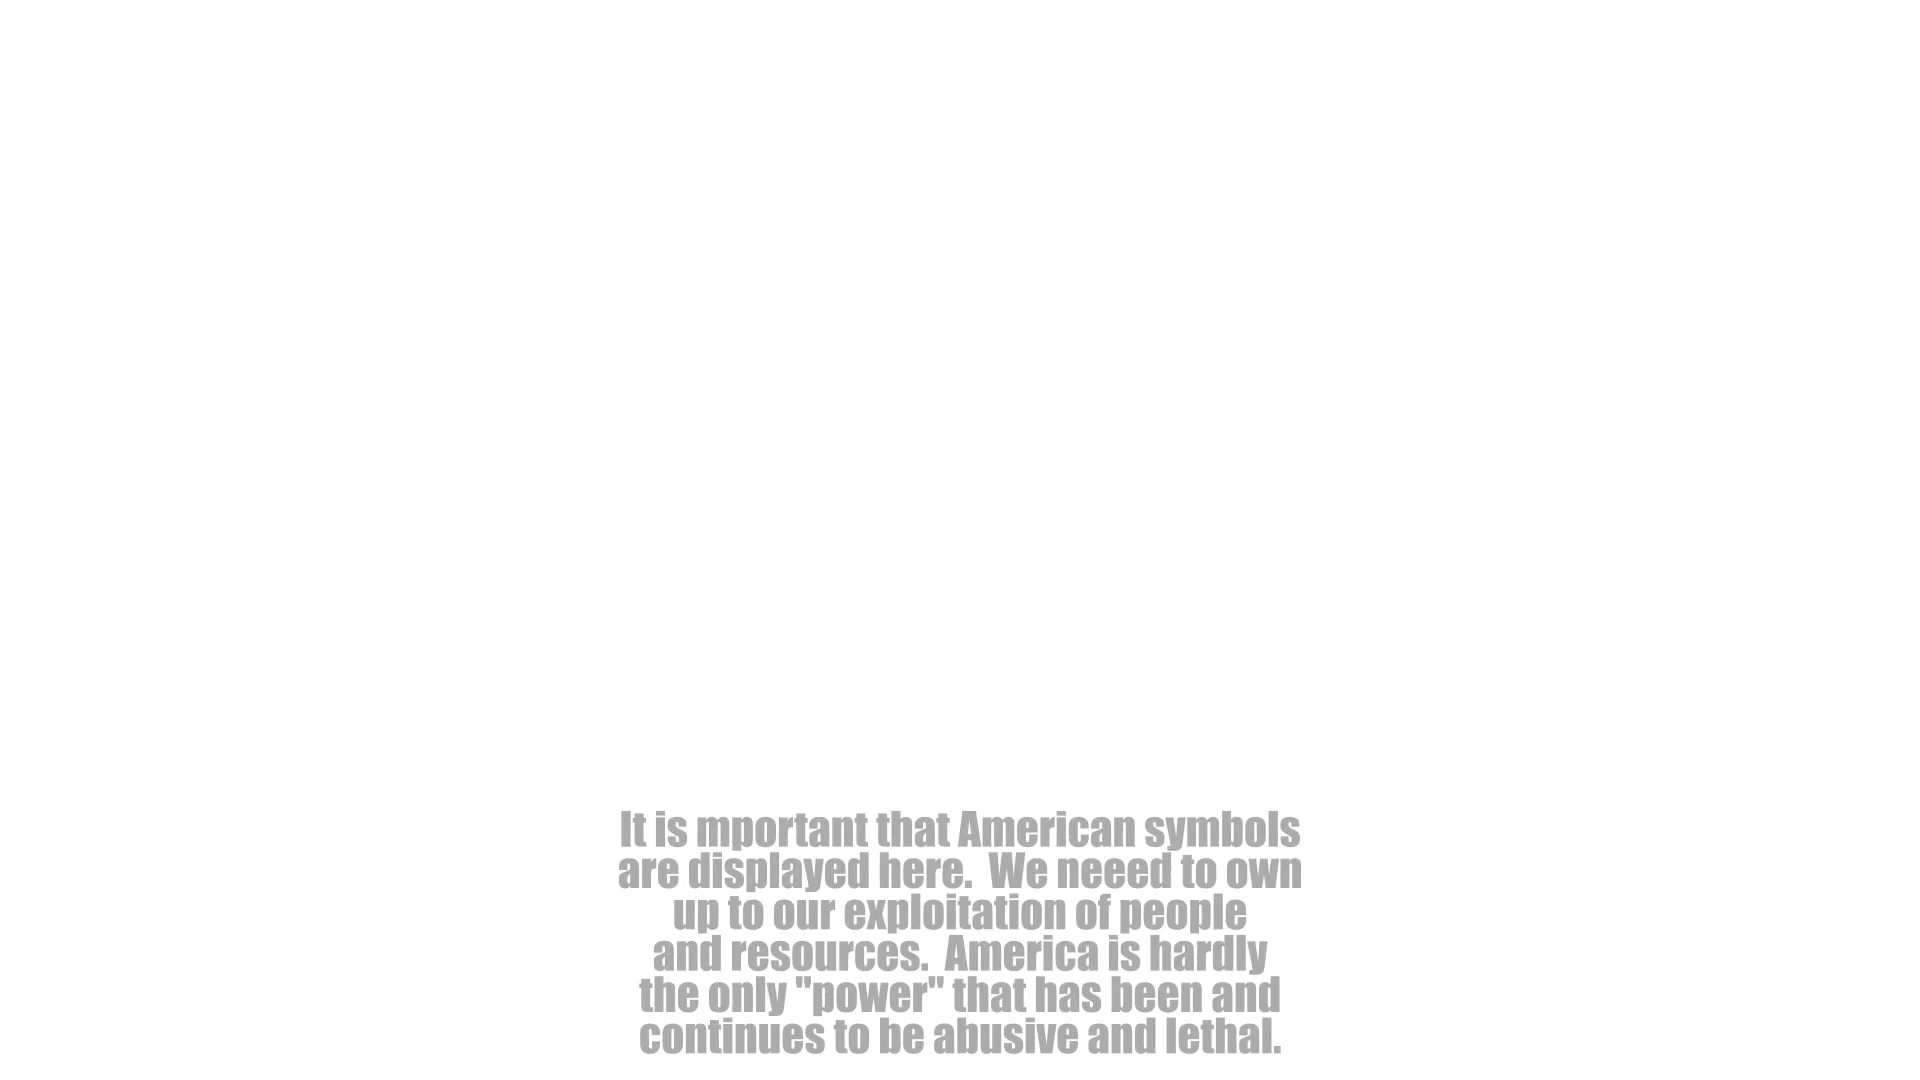 It is mportant that American symbols
are displayed here.  We neeed to own
up to our exploitation of people
and resources.  America is hardly
the only "power" that has been and
continues to be abusive and lethal.